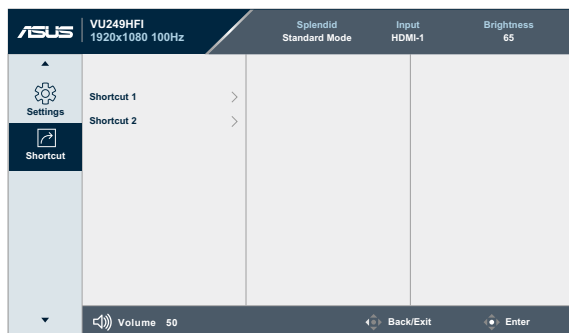 ASUS
VU249HFI
1920x1080 100Hz
Splendid
Standard Mode
Input
HDMI-1
Brightness
65
Settings
Shortcut
Shortcut 1
Shortcut 2
Volume 50
Back/Exit
Enter